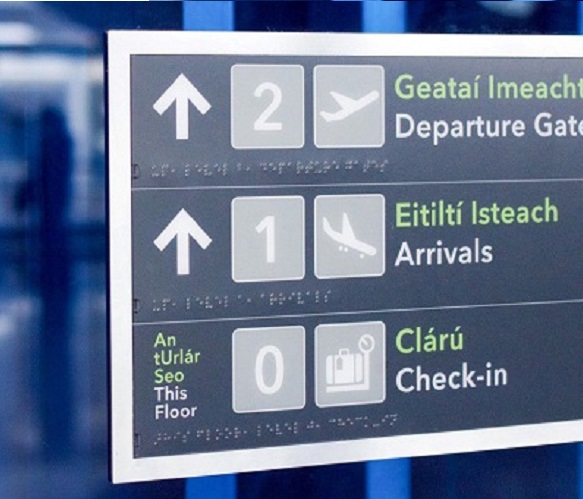 2
Geataí Imeacht
Departure Gate
1
Eitiltí Isteach
Arrivals
An
tUrlár
Seo
This
Floor
0
Clárú
Check-in